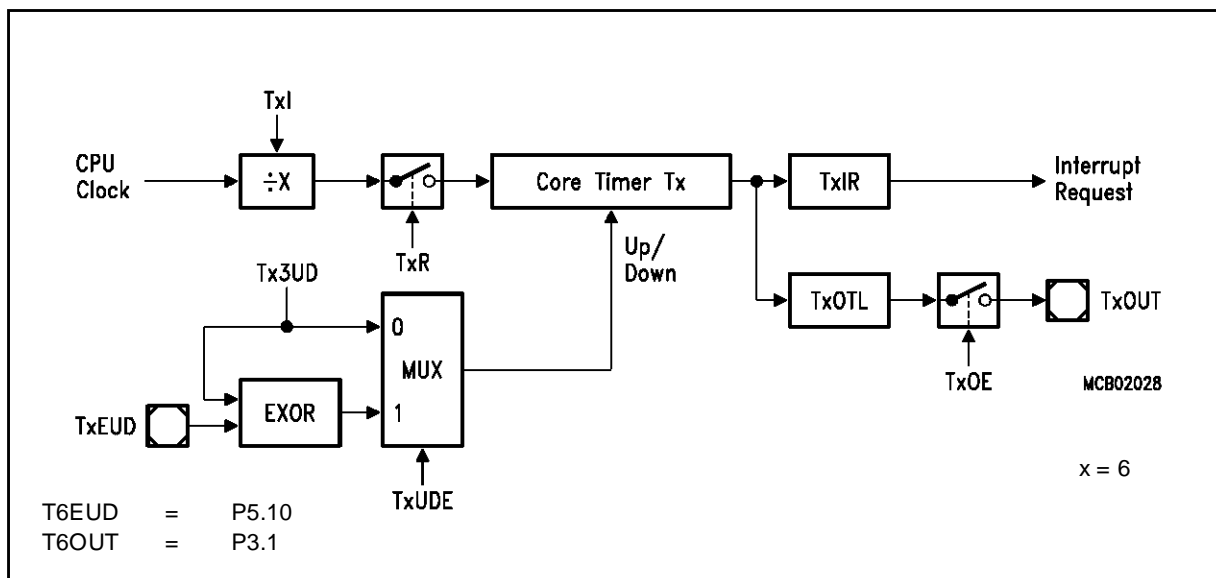 TxI
CPU
Clock
÷X
Core Timer Tx
TxIR
Interrupt
Request
TxR
Up/
Down
Tx3UD
0
MUX
1
TxOTL
TxOUT
TxOE
MCB02028
EXOR
TxEUD
TxUDE
x = 6
T6EUD = P5.10
T6OUT = P3.1